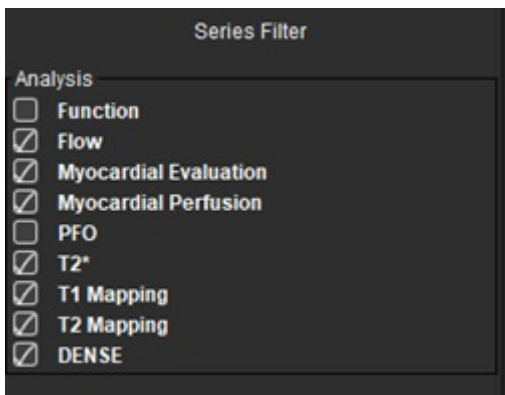 Series Filter
Analysis
Function
Flow
Myocardial Evaluation
Myocardial Perfusion
PFO
T2*
T1 Mapping
T2 Mapping
DENSE